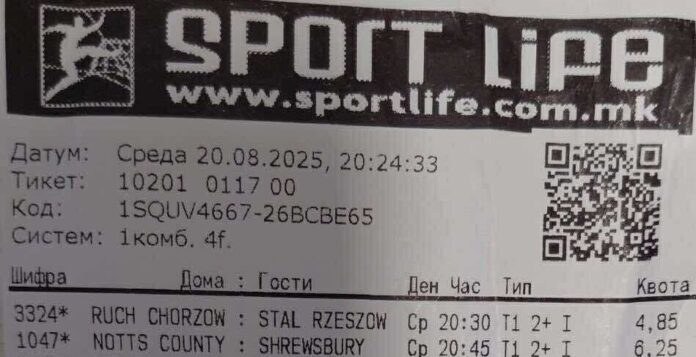 SPORT LIFE
www.sportlife.com.mk
Датум: Среда 20.08.2025, 20:24:33
Тикет: 10201 0117 00
Код: 1SQUV4667-26BCBE65
Систем: 1комб. 4f.
Шифра Дома : Гости Ден Час Тип Квота
3324* RUCH CHORZOW : STAL RZESZOW Ср 20:30 T1 2+ I 4,85
1047* NOTTS COUNTY : SHREWSBURY Ср 20:45 T1 2+ I 6,25